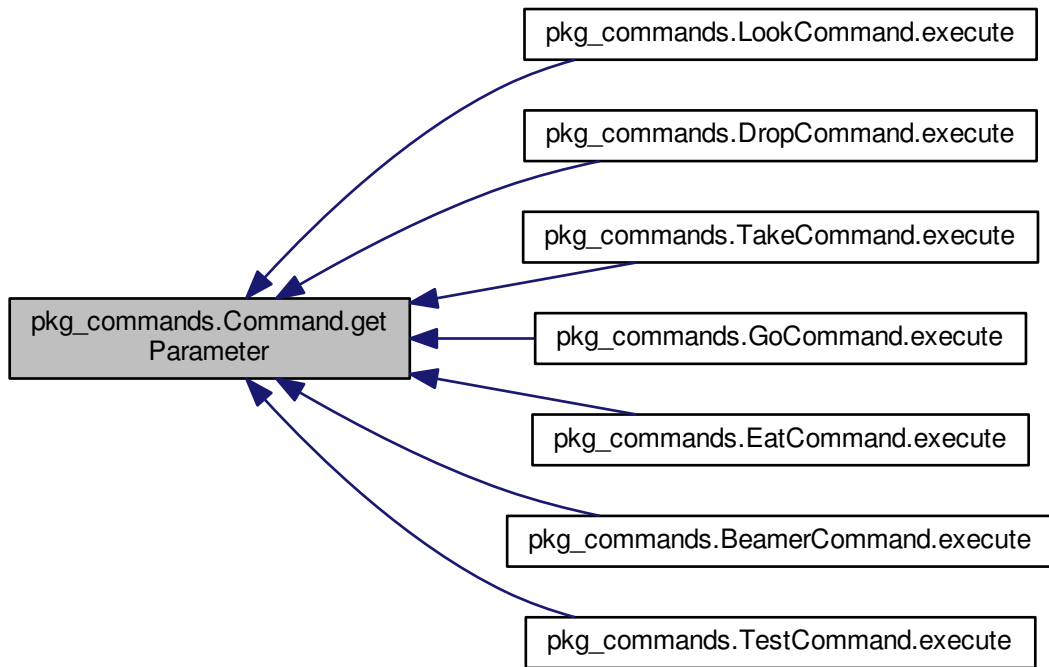 pkg_commands.LookCommand.execute
pkg_commands.DropCommand.execute
pkg_commands.TakeCommand.execute
pkg_commands.Command.get
Parameter
pkg_commands.GoCommand.execute
pkg_commands.EatCommand.execute
pkg_commands.BeamerCommand.execute
pkg_commands.TestCommand.execute